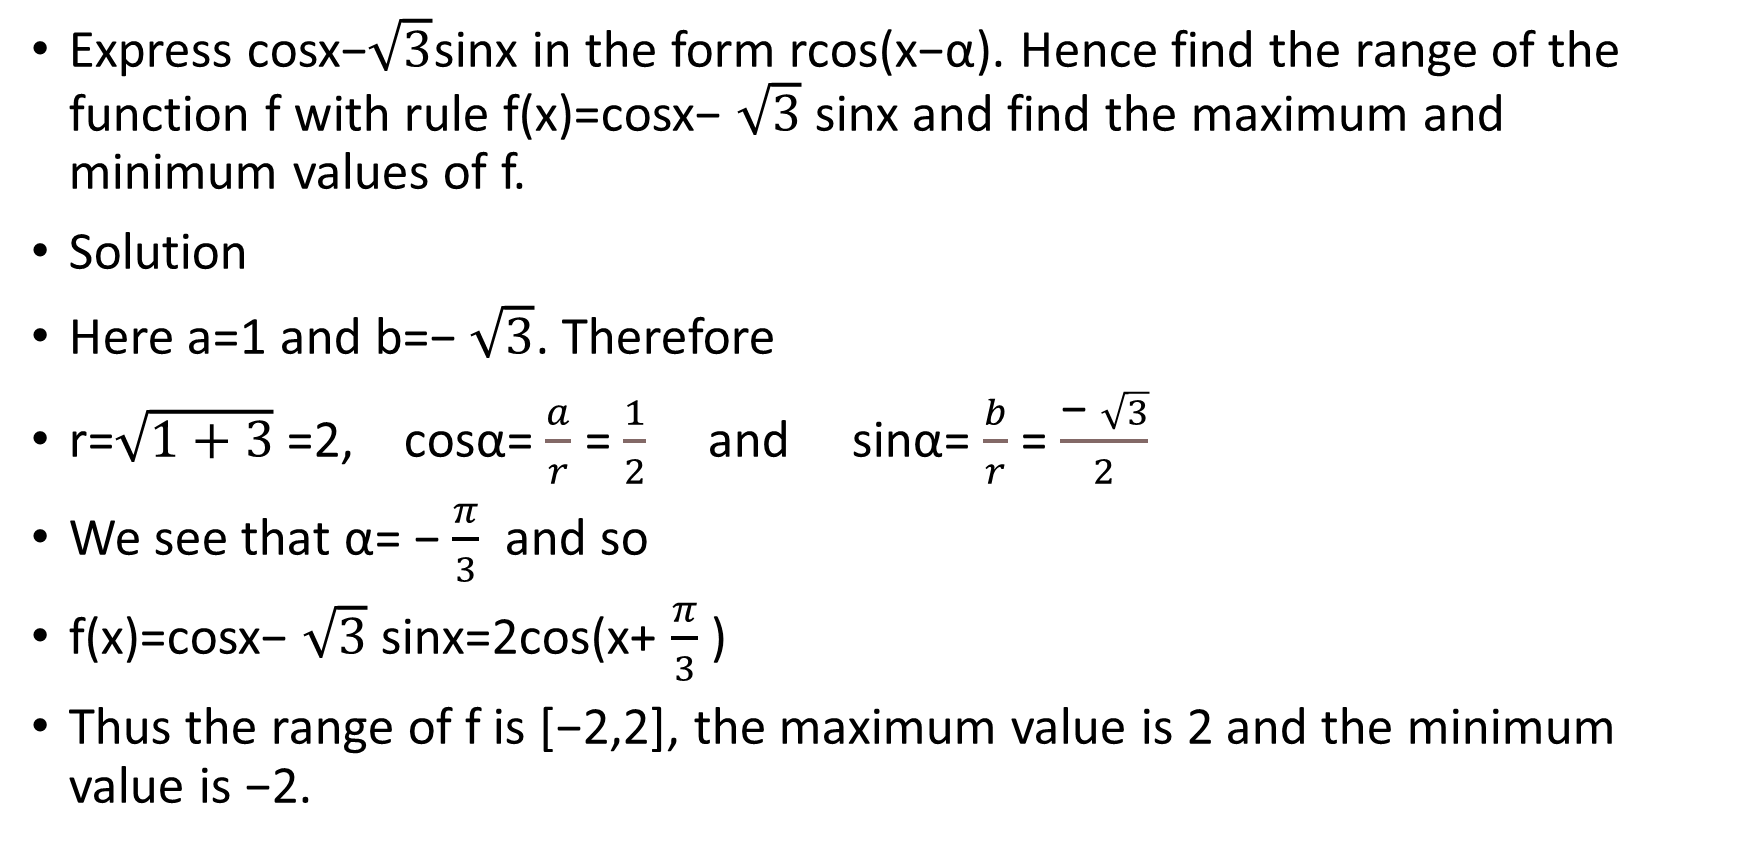 • Express cosx−√3sinx in the form rcos(x−α). Hence find the range of the
function f with rule f(x)=cosx− √3 sinx and find the maximum and
minimum values of f.
• Solution
• Here a=1 and b=− √3. Therefore
• r=√(1 + 3) =2, cosα= a/r = 1/2 and sinα= b/r = − √3/2
• We see that α= − π/3 and so
• f(x)=cosx− √3 sinx=2cos(x+ π/3 )
• Thus the range of f is [−2,2], the maximum value is 2 and the minimum
value is −2.